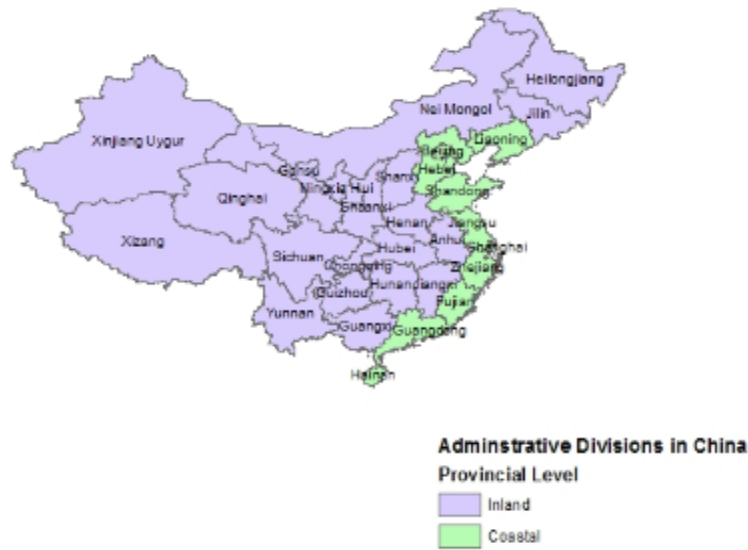 Heilongjiang
Nei Mongol
Jilin
Xinjiang Uygur
Liaoning
Beijing
Gansu
Hebei
Shanxi
Ningxia Hui
Shandong
Qinghai
Shaanxi
Henan
Jiangsu
Xizang
Anhui
Shanghai
Hubei
Sichuan
Chongqing
Zhejiang
Hunan
Jiangxi
Guizhou
Fujian
Yunnan
Guangxi
Guangdong
Hainan
Adminstrative Divisions in China
Provincial Level
Inland
Coastal